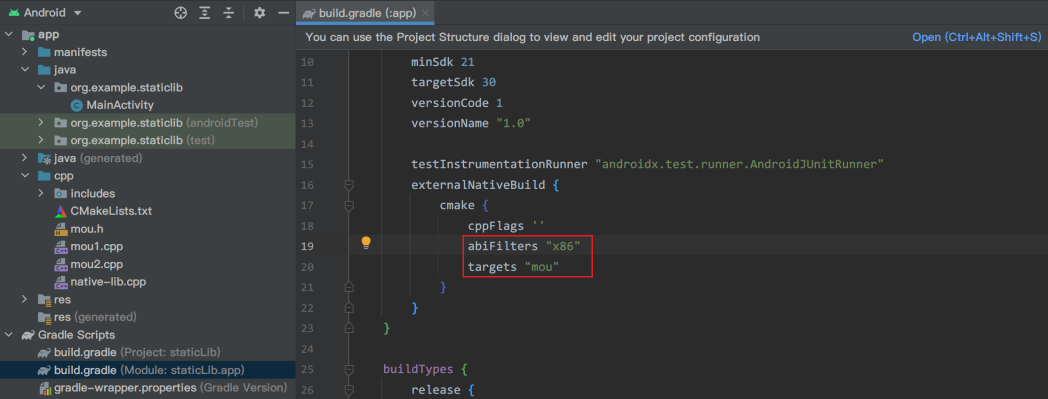 Android
app
manifests
java
org.example.staticlib
MainActivity
org.example.staticlib (androidTest)
org.example.staticlib (test)
java (generated)
cpp
includes
CMakeLists.txt
mou.h
mou1.cpp
mou2.cpp
native-lib.cpp
res
res (generated)
Gradle Scripts
build.gradle (Project: staticLib)
build.gradle (Module: staticLib.app)
gradle-wrapper.properties (Gradle Version)
build.gradle (:app)
You can use the Project Structure dialog to view and edit your project configuration Open (Ctrl+Alt+Shift+S)
10 minSdk 21
11 targetSdk 30
12 versionCode 1
13 versionName "1.0"
14
15 testInstrumentationRunner "androidx.test.runner.AndroidJUnitRunner"
16 externalNativeBuild {
17 cmake {
18 cppFlags ''
19 abiFilters "x86"
20 targets "mou"
21 }
22 }
23 }
24
25 buildTypes {
26 release {